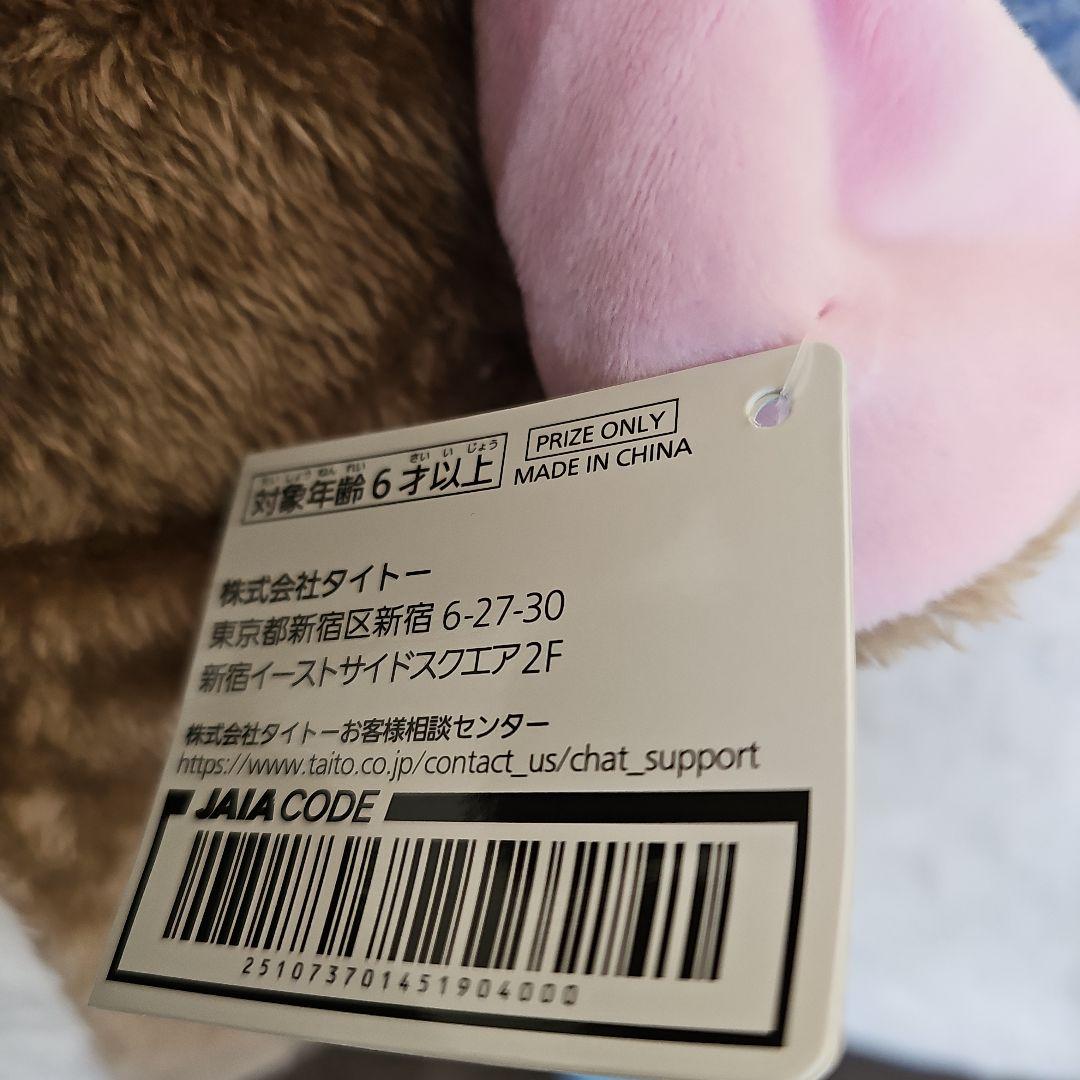 たいしょうねんれい さいいじょう
対象年齢 6 才以上
PRIZE ONLY
MADE IN CHINA
株式会社タイトー
東京都新宿区新宿 6-27-30
新宿イーストサイドスクエア2F
株式会社タイトーお客様相談センター
https://www.taito.co.jp/contact_us/chat_support
JAIA CODE
251073701451904000